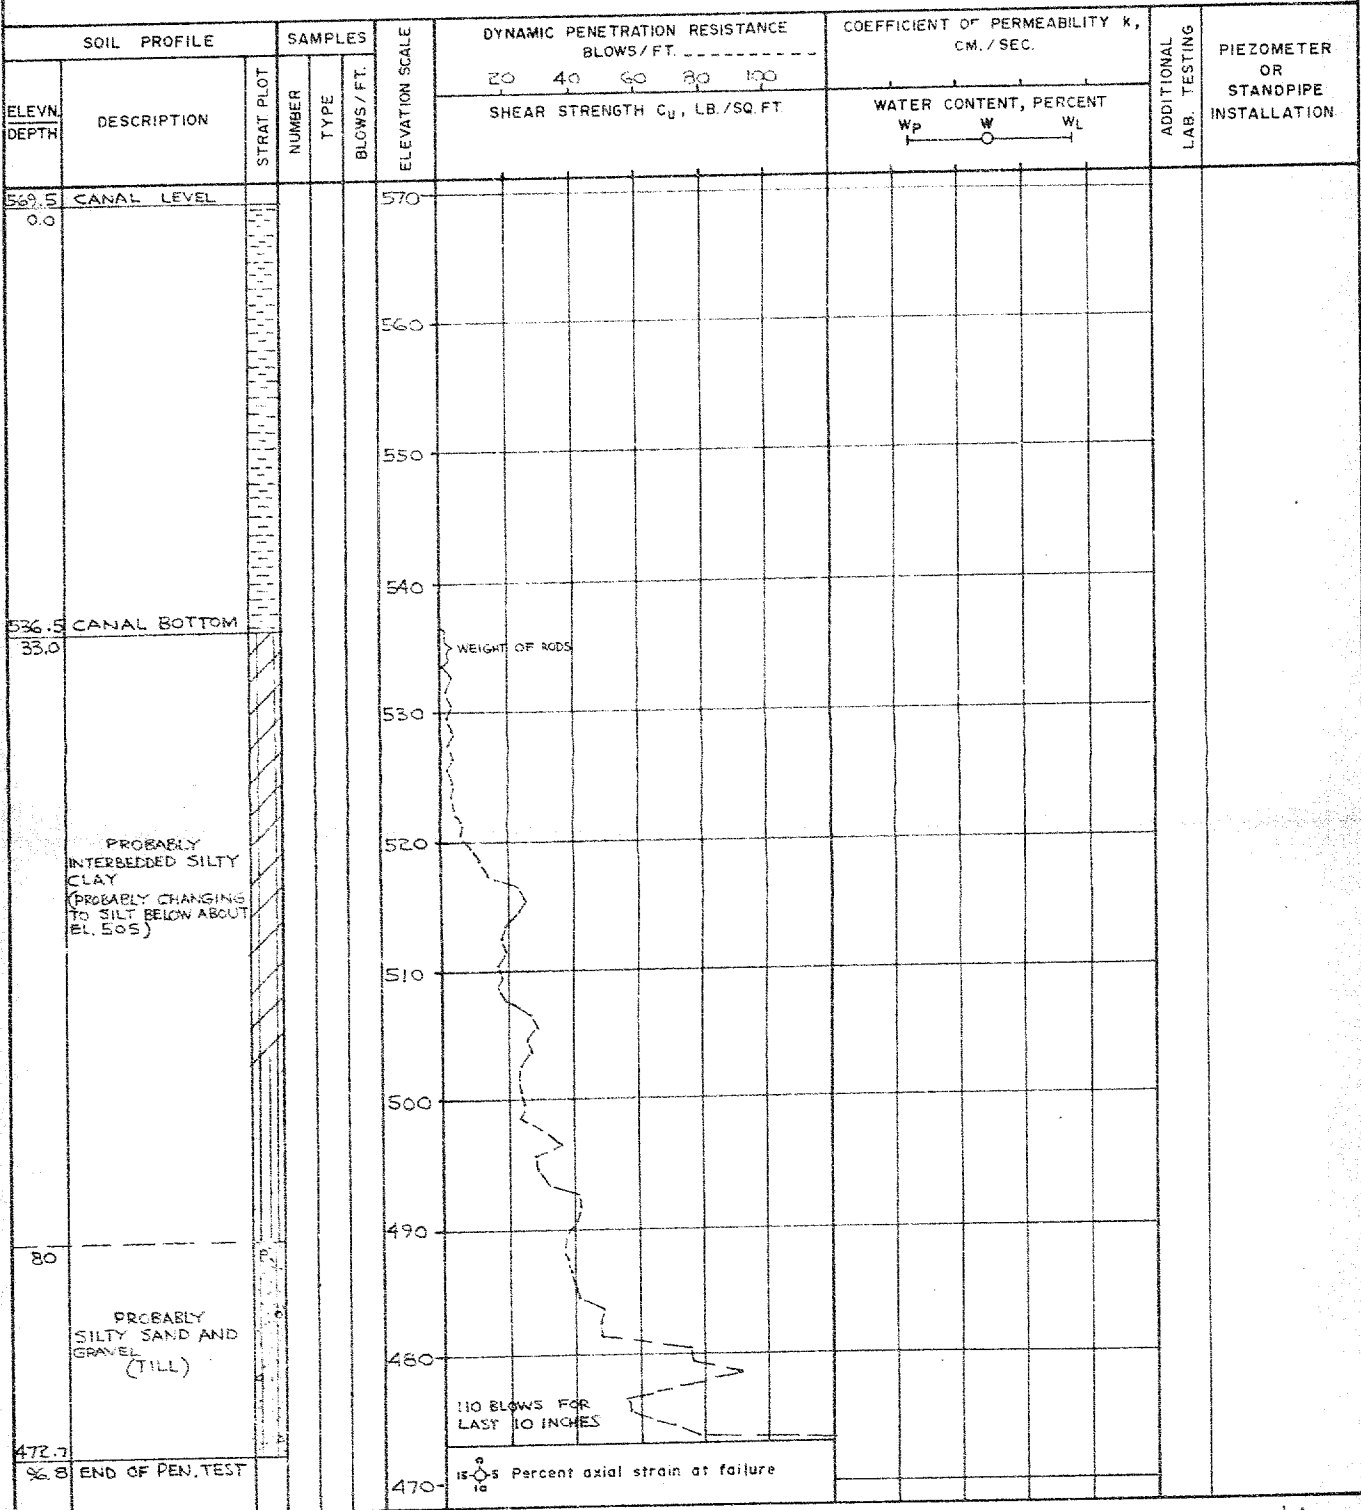 SOIL PROFILE
SAMPLES
ELEVATION SCALE
DYNAMIC PENETRATION RESISTANCE
BLOWS / FT.
20 40 60 80 100
SHEAR STRENGTH Cu, LB./SQ.FT
COEFFICIENT OF PERMEABILITY k,
CM. / SEC.
WATER CONTENT, PERCENT
WP W WL
ADDITIONAL
LAB. TESTING
PIEZOMETER
OR
STANDPIPE
INSTALLATION
ELEVN.
DEPTH
DESCRIPTION
STRAT PLOT
NUMBER
TYPE
BLOWS / FT.
569.5 CANAL LEVEL
0.0
570
560
550
540
536.5 CANAL BOTTOM
33.0
WEIGHT OF RODS
530
520
PROBABLY
INTERBEDDED SILTY
CLAY
(PROBABLY CHANGING
TO SILT BELOW ABOUT
EL. 505)
510
500
490
80
PROBABLY
SILTY SAND AND
GRAVEL
(TILL)
480
110 BLOWS FOR
LAST 10 INCHES
472.7
96.8 END OF PEN. TEST
470
0
15 5 Percent axial strain at failure
10